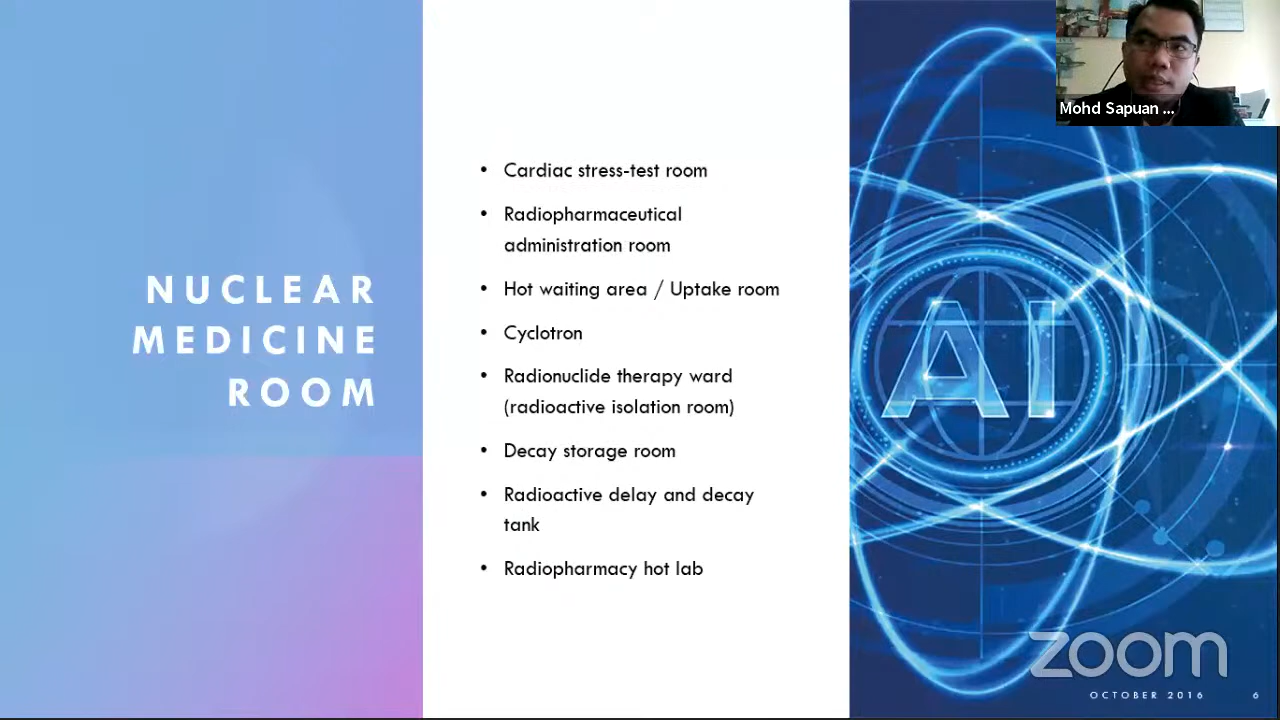 NUCLEAR
MEDICINE
ROOM
• Cardiac stress-test room
• Radiopharmaceutical
administration room
• Hot waiting area / Uptake room
• Cyclotron
• Radionuclide therapy ward
(radioactive isolation room)
• Decay storage room
• Radioactive delay and decay
tank
• Radiopharmacy hot lab
Mohd Sapuan ...
AI
zoom
OCTOBER 2016 6